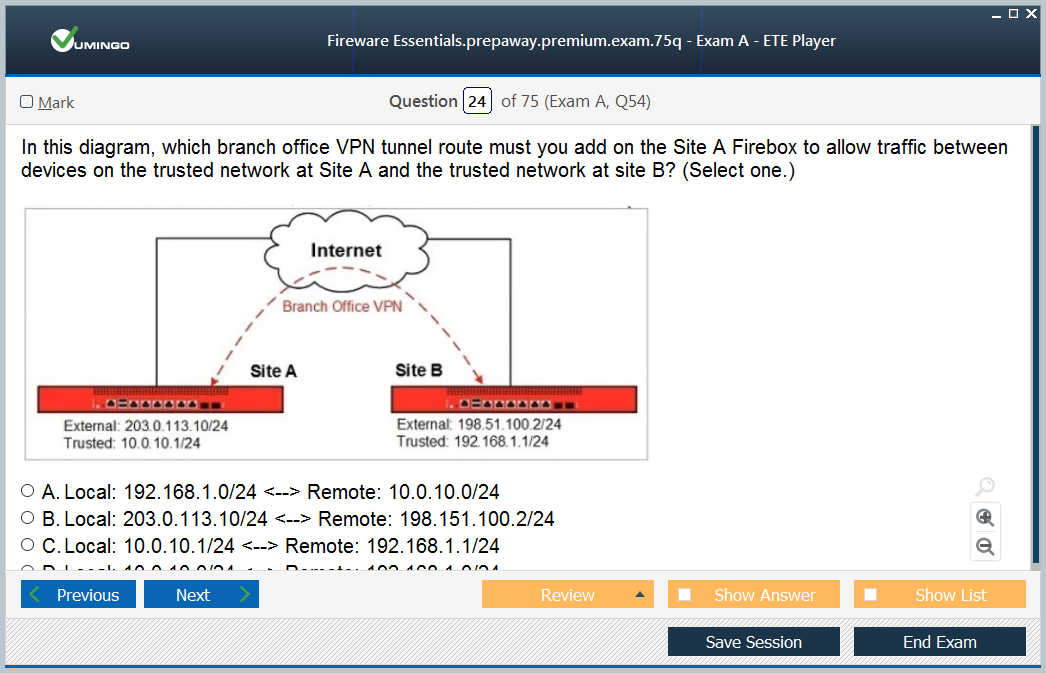 VUMINGO
Fireware Essentials.prepaway.premium.exam.75q - Exam A - ETE Player
Mark
Question 24 of 75 (Exam A, Q54)
In this diagram, which branch office VPN tunnel route must you add on the Site A Firebox to allow traffic between
devices on the trusted network at Site A and the trusted network at site B? (Select one.)
Internet
Branch Office VPN
Site A
Site B
External: 203.0.113.10/24
Trusted: 10.0.10.1/24
External: 198.51.100.2/24
Trusted: 192.168.1.1/24
A. Local: 192.168.1.0/24 <--> Remote: 10.0.10.0/24
B. Local: 203.0.113.10/24 <--> Remote: 198.151.100.2/24
C. Local: 10.0.10.1/24 <--> Remote: 192.168.1.1/24
Previous
Next
Review
Show Answer
Show List
Save Session
End Exam